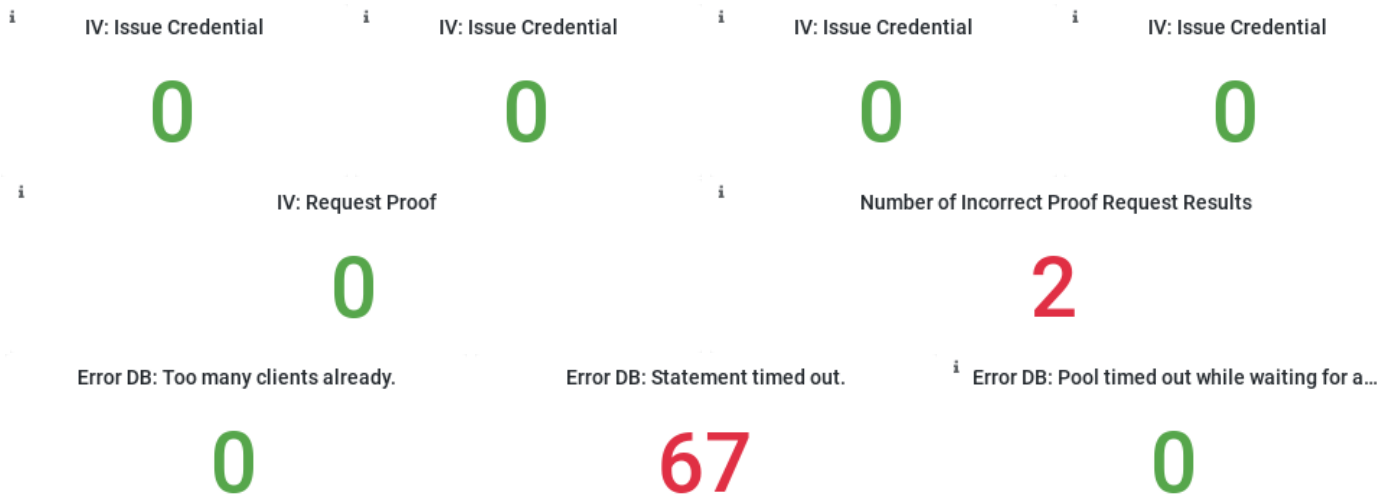 i IV: Issue Credential i IV: Issue Credential i IV: Issue Credential i IV: Issue Credential
0 0 0 0
i IV: Request Proof i Number of Incorrect Proof Request Results
0 2
Error DB: Too many clients already. Error DB: Statement timed out. i Error DB: Pool timed out while waiting for a…
0 67 0